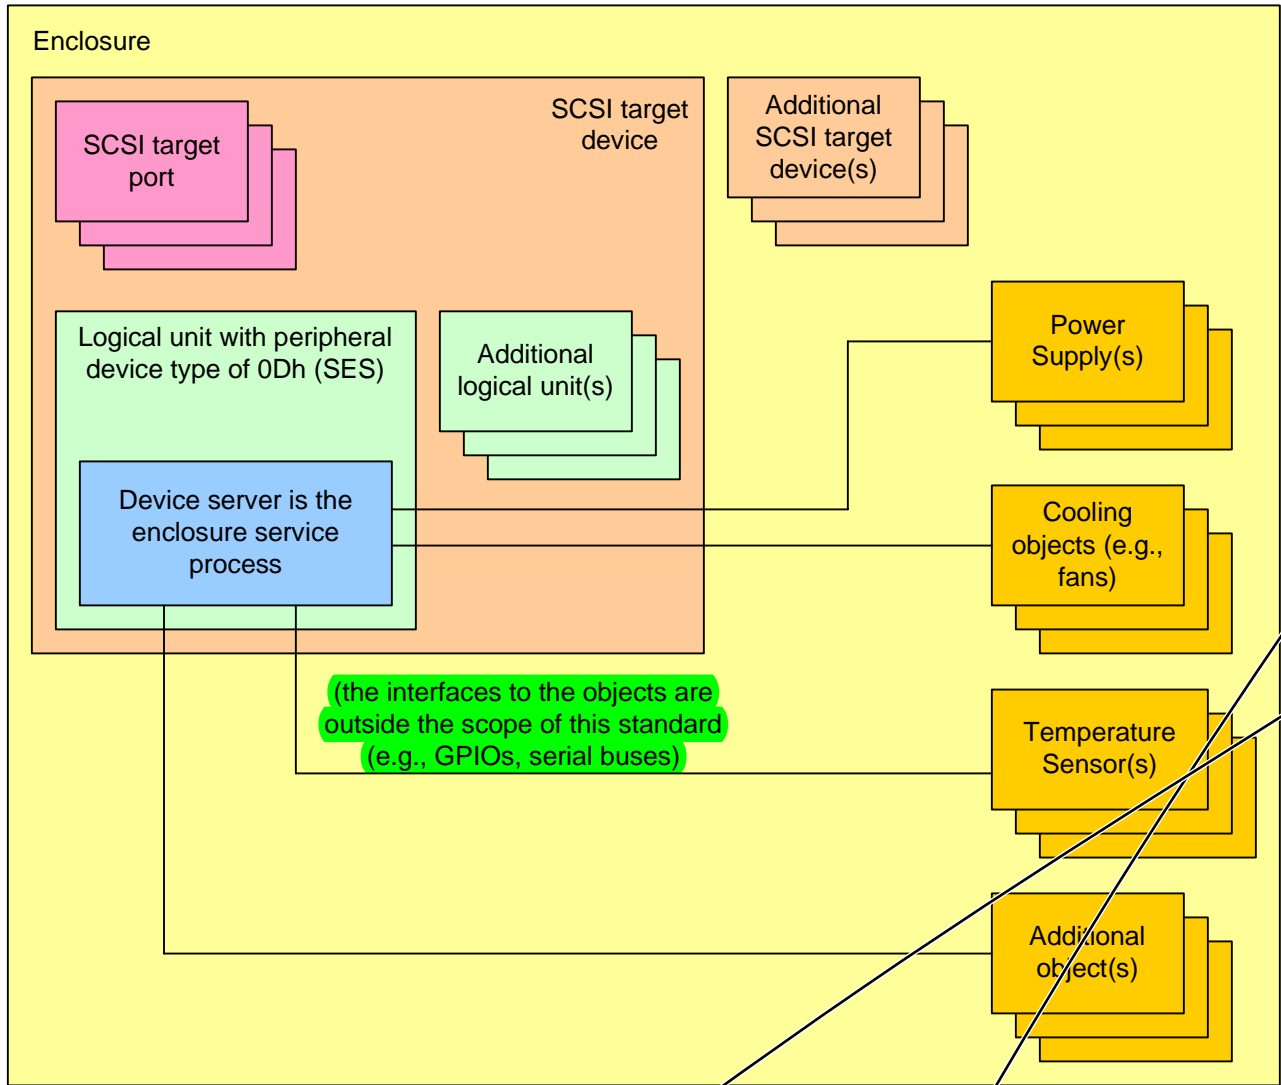 Enclosure
SCSI target
device
SCSI target
port
Additional
SCSI target
device(s)
Logical unit with peripheral
device type of 0Dh (SES)
Additional
logical unit(s)
Power
Supply(s)
Device server is the
enclosure service
process
Cooling
objects (e.g.,
fans)
(the interfaces to the objects are
outside the scope of this standard
(e.g., GPIOs, serial buses)
Temperature
Sensor(s)
Additional
object(s)